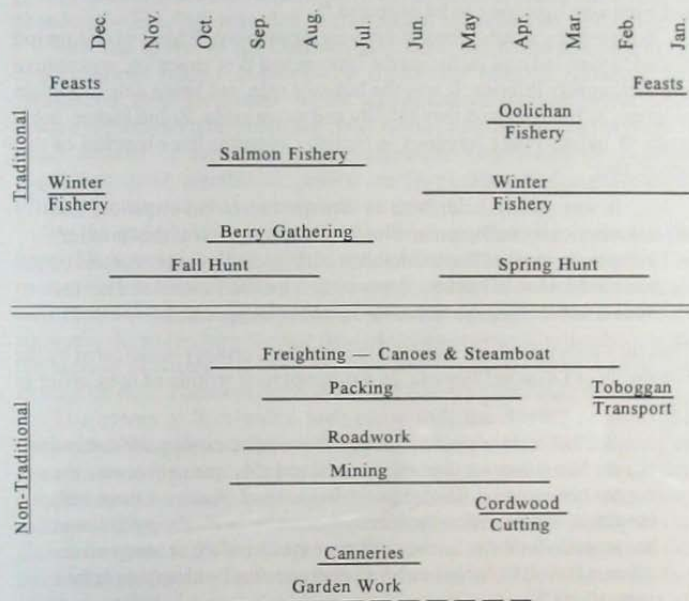 Dec. Nov. Oct. Sep. Aug. Jul. Jun. May Apr. Mar. Feb. Jan.
Traditional
Feasts Feasts
Oolichan
Fishery
Salmon Fishery
Winter Winter
Fishery Fishery
Berry Gathering
Fall Hunt Spring Hunt
Non-Traditional
Freighting — Canoes & Steamboat
Packing Toboggan
Transport
Roadwork
Mining
Cordwood
Cutting
Canneries
Garden Work